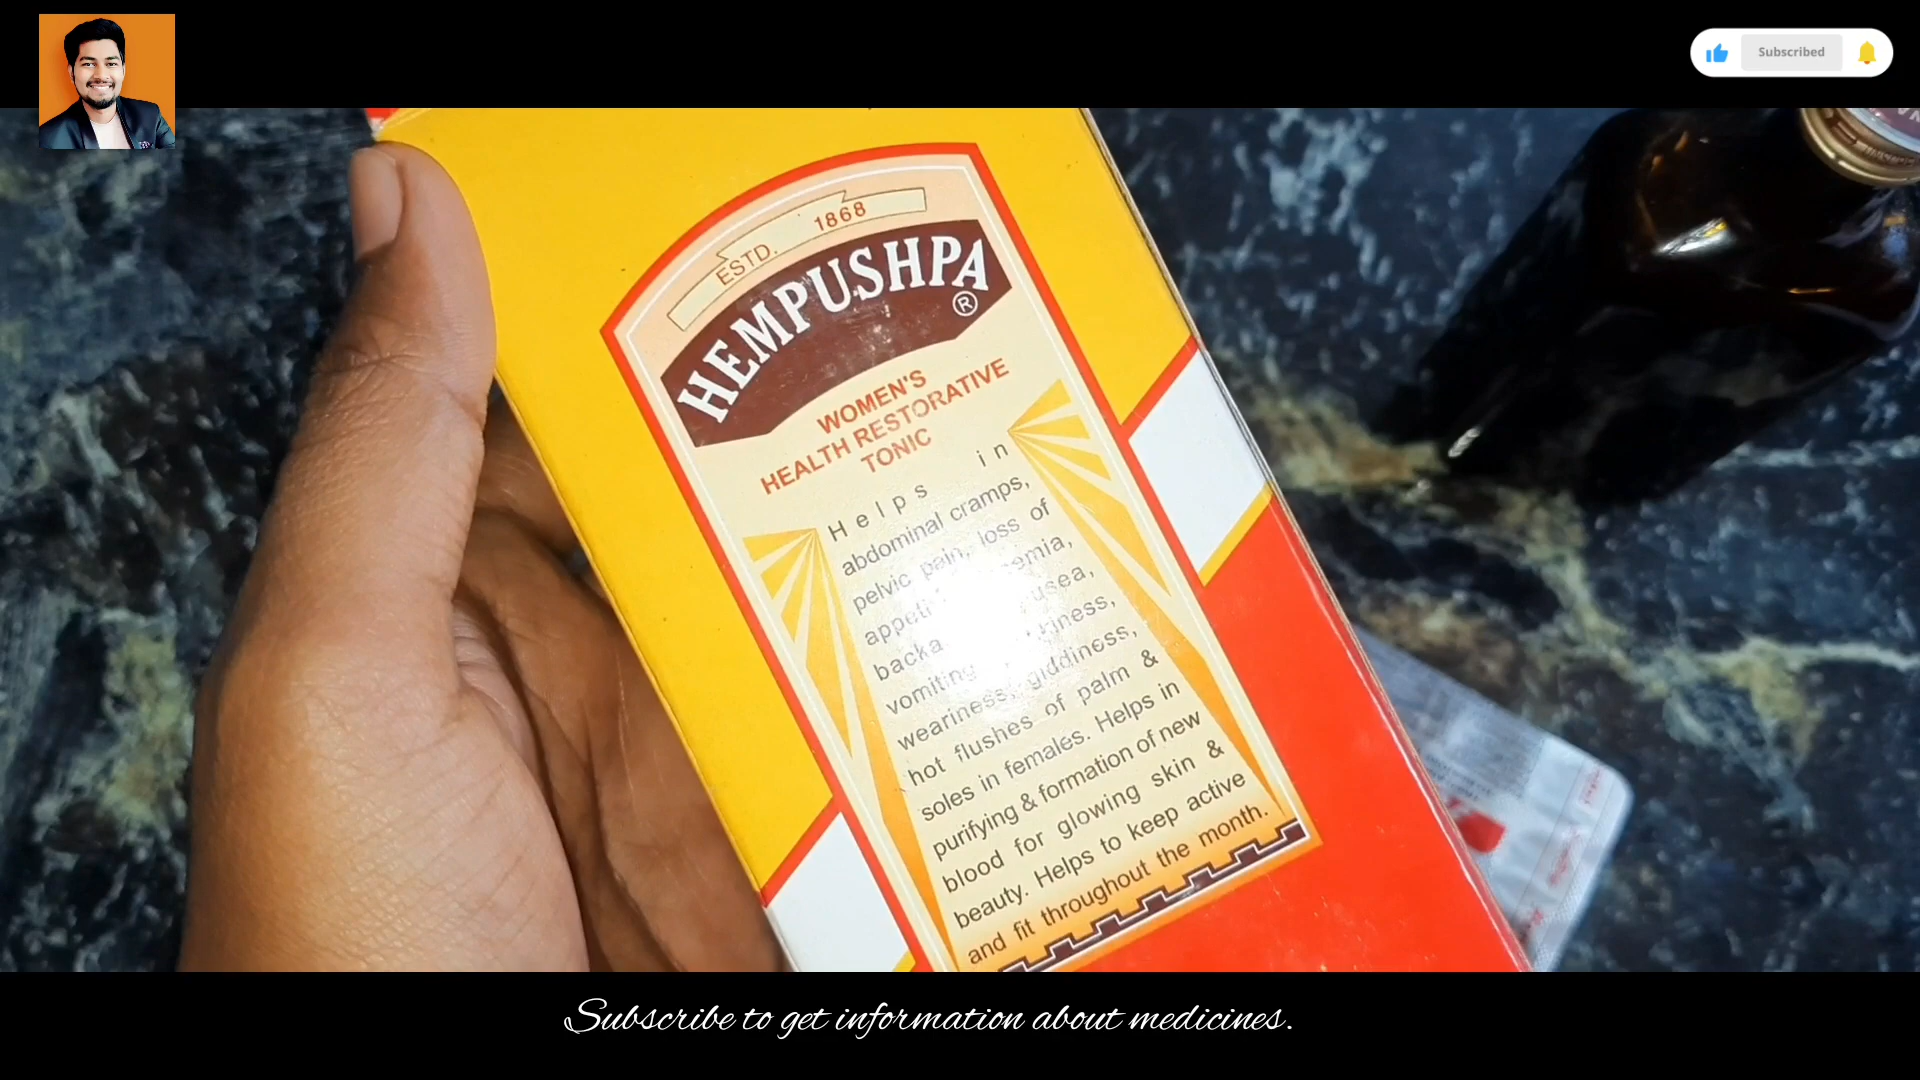 Subscribed
ESTD. 1868
HEMPUSHPA
®
WOMEN'S
HEALTH RESTORATIVE
TONIC
Helps in
abdominal cramps,
pelvic pain, loss of
backa
vomiting
weariness, giddiness,
hot flushes of palm &
soles in females. Helps in
purifying & formation of new
blood for glowing skin &
beauty. Helps to keep active
and fit throughout the month.
Subscribe to get information about medicines.